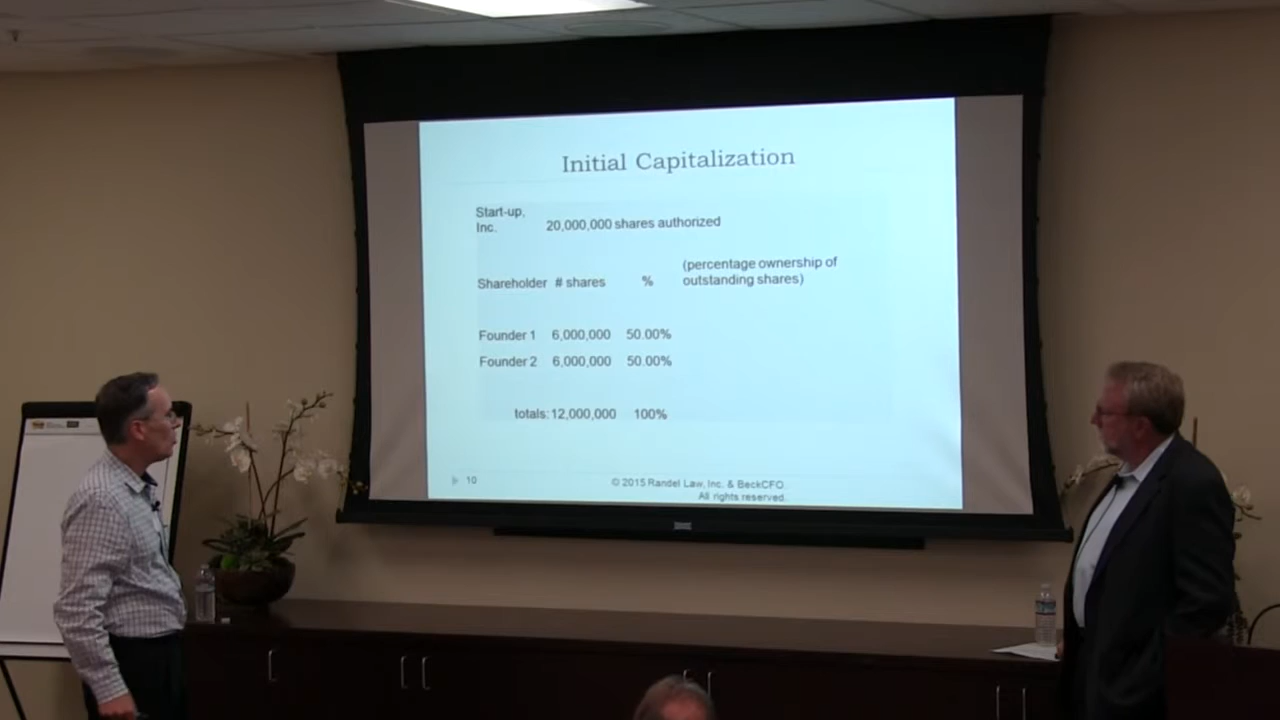 Initial Capitalization
Start-up,
Inc.
20,000,000 shares authorized
(percentage ownership of
outstanding shares)
Shareholder # shares %
Founder 1 6,000,000 50.00%
Founder 2 6,000,000 50.00%
totals: 12,000,000 100%
10
© 2015 Randel Law, Inc. & BeckCFO.
All rights reserved.